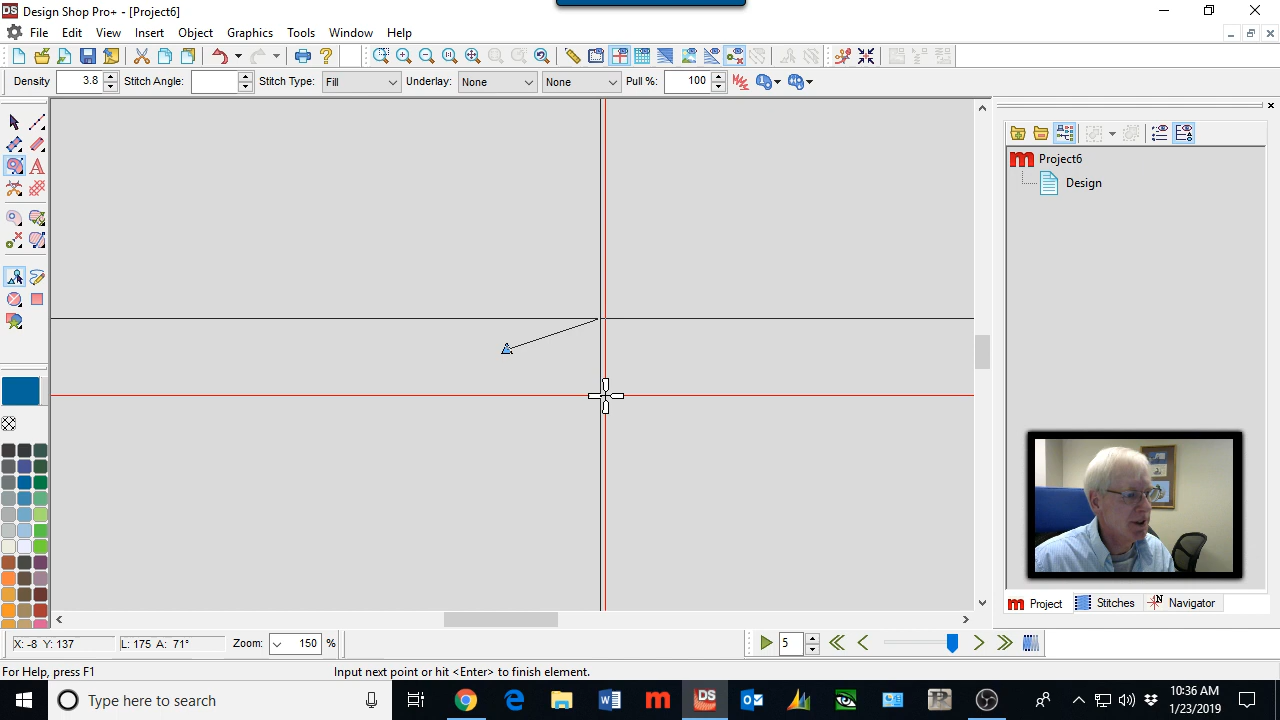 DS Design Shop Pro+ - [Project6]
File Edit View Insert Object Graphics Tools Window Help
Density 3.8 Stitch Angle: Stitch Type: Fill Underlay: None None Pull %: 100
Project6
Design
Project Stitches Navigator
X: -8 Y: 137 L: 175 A: 71° Zoom: 150 % 5
For Help, press F1 Input next point or hit <Enter> to finish element.
Type here to search
10:36 AM
1/23/2019